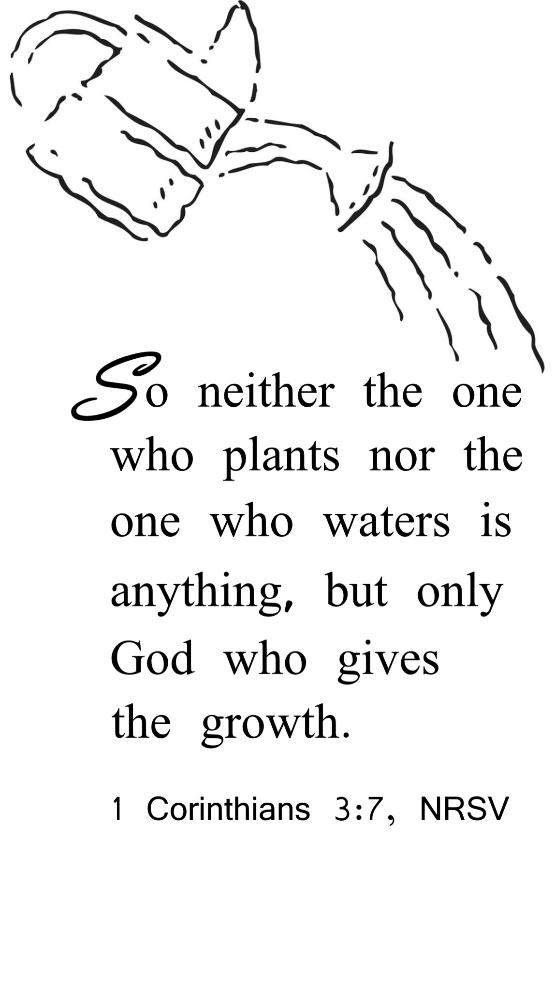 So neither the one
who plants nor the
one who waters is
anything, but only
God who gives
the growth.
1 Corinthians 3:7, NRSV